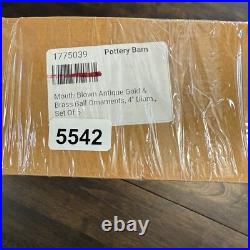 1775039 Pottery Barn
Mouth Blown Antique Gold &
Brass Ball Ornaments, 4" Diam.,
Set Of 6
5542